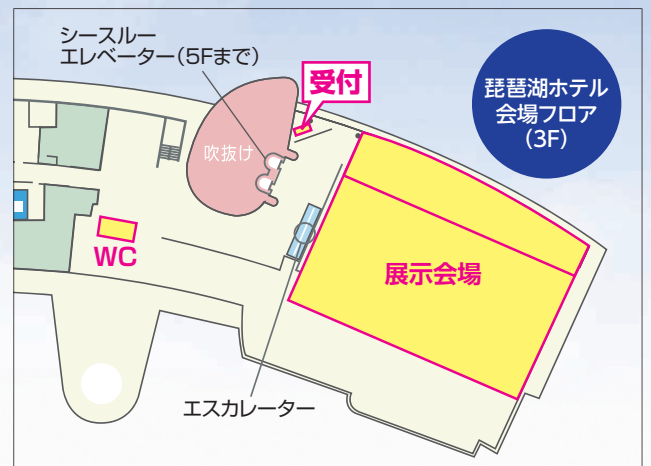 シースルー
エレベーター(5Fまで)
受付
琵琶湖ホテル
会場フロア
(3F)
吹抜け
WC
展示会場
エスカレーター